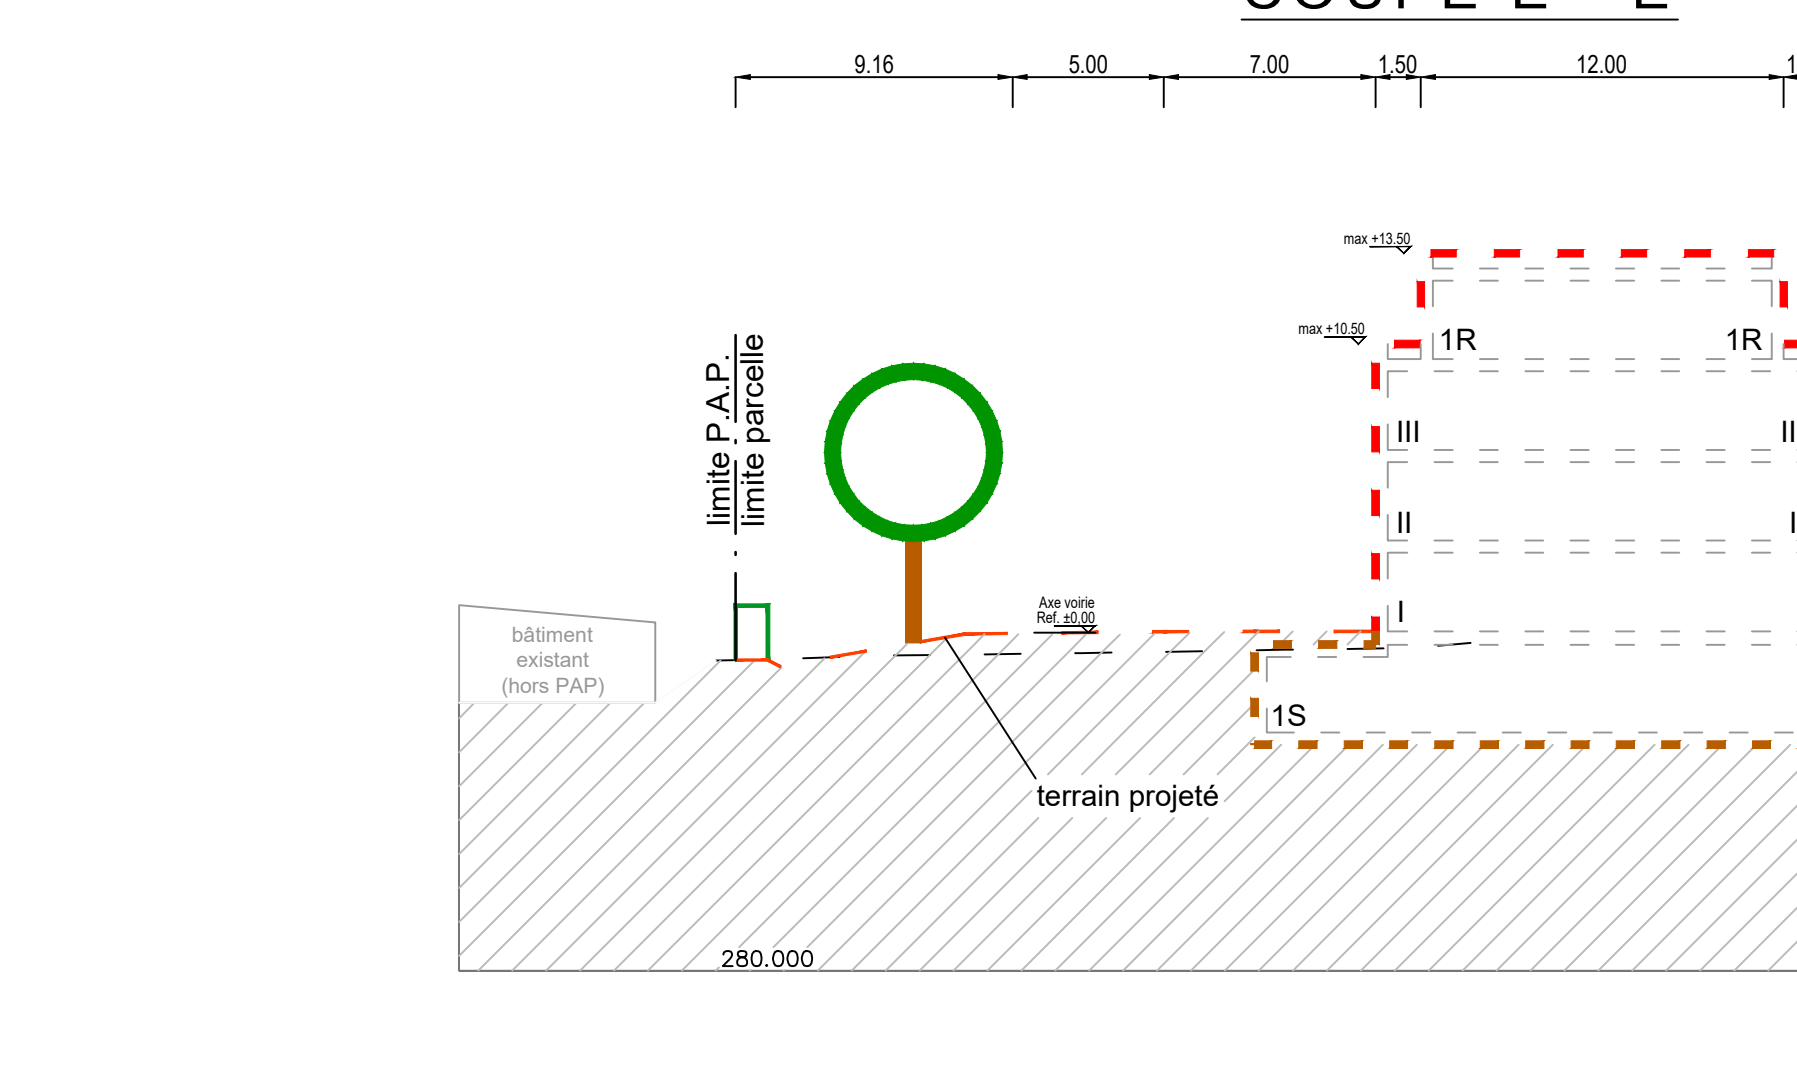 9.16 5.00 7.00 1.50 12.00
max +13.50
max +10.50
1R 1R
limite P.A.P.
limite parcelle
III
II
I
Axe voirie
Ref. ±0,00
bâtiment
existant
(hors PAP)
1S
terrain projeté
280.000